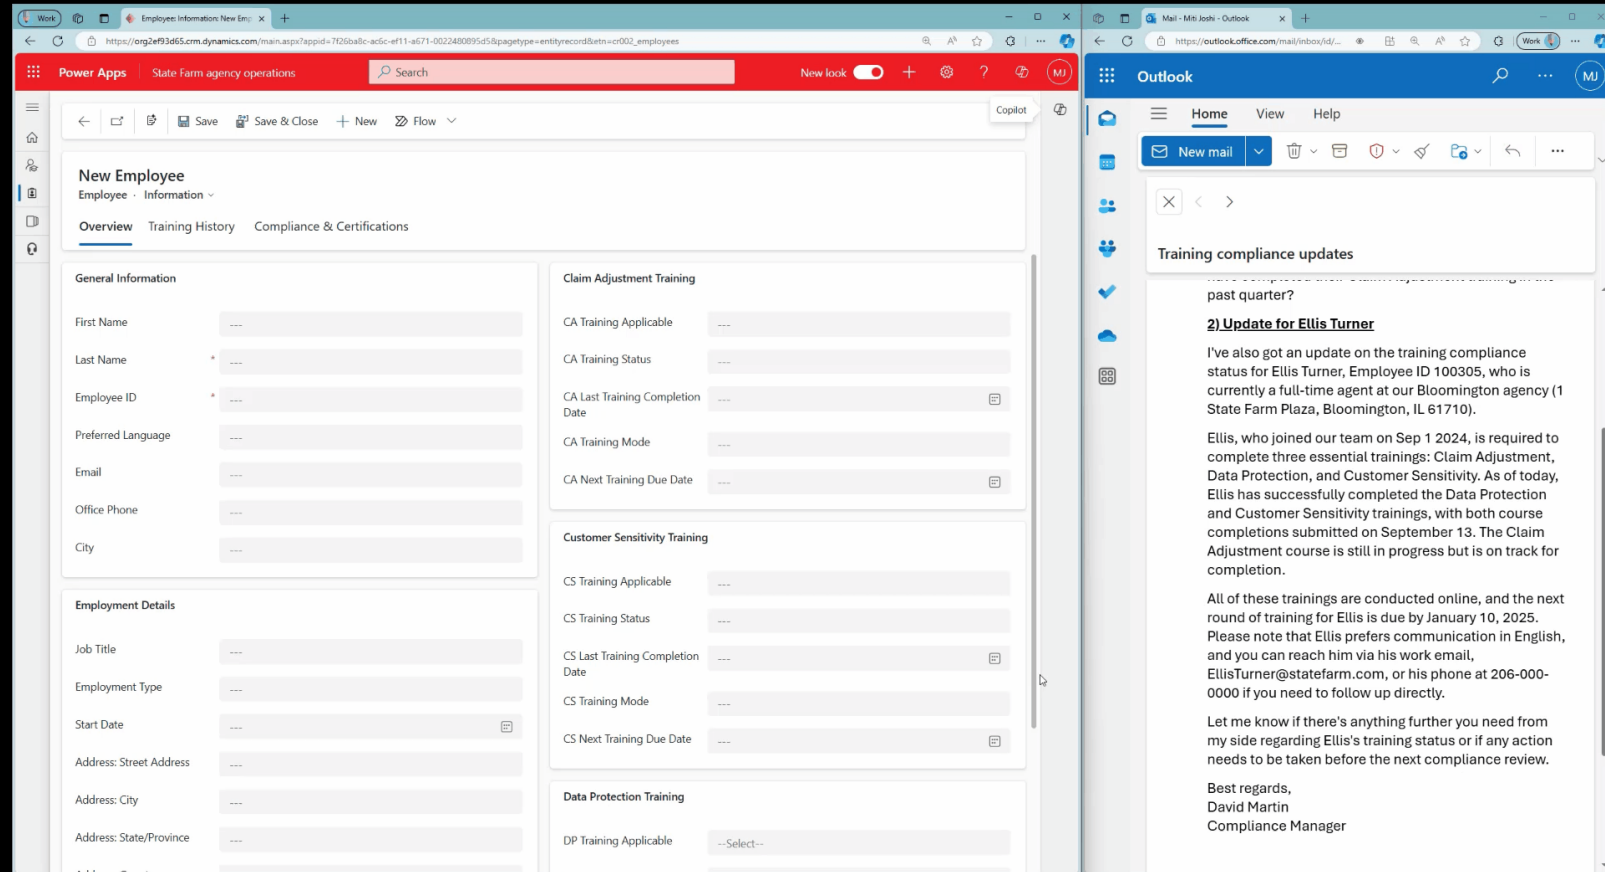 Work
Employee: Information: New Emp
https://org2ef93d65.crm.dynamics.com/main.aspx?appid=7f26ba8c-ac6c-ef11-a671-0022480895d5&pagetype=entityrecord&etn=cr002_employees
Power Apps
State Farm agency operations
Search
New look
MJ
Save
Save & Close
New
Flow
Copilot
New Employee
Employee · Information
Overview
Training History
Compliance & Certifications
General Information
First Name
---
Last Name
*
---
Employee ID
*
---
Preferred Language
---
Email
---
Office Phone
---
City
---
Employment Details
Job Title
---
Employment Type
---
Start Date
---
Address: Street Address
---
Address: City
---
Address: State/Province
---
Claim Adjustment Training
CA Training Applicable
---
CA Training Status
---
CA Last Training Completion
Date
---
CA Training Mode
---
CA Next Training Due Date
---
Customer Sensitivity Training
CS Training Applicable
---
CS Training Status
---
CS Last Training Completion
Date
---
CS Training Mode
---
CS Next Training Due Date
---
Data Protection Training
DP Training Applicable
--Select--
Mail - Miti Joshi - Outlook
https://outlook.office.com/mail/inbox/id/...
Work
Outlook
MJ
Home
View
Help
New mail
Training compliance updates
past quarter?
2) Update for Ellis Turner
I've also got an update on the training compliance
status for Ellis Turner, Employee ID 100305, who is
currently a full-time agent at our Bloomington agency (1
State Farm Plaza, Bloomington, IL 61710).
Ellis, who joined our team on Sep 1 2024, is required to
complete three essential trainings: Claim Adjustment,
Data Protection, and Customer Sensitivity. As of today,
Ellis has successfully completed the Data Protection
and Customer Sensitivity trainings, with both course
completions submitted on September 13. The Claim
Adjustment course is still in progress but is on track for
completion.
All of these trainings are conducted online, and the next
round of training for Ellis is due by January 10, 2025.
Please note that Ellis prefers communication in English,
and you can reach him via his work email,
EllisTurner@statefarm.com, or his phone at 206-000-
0000 if you need to follow up directly.
Let me know if there's anything further you need from
my side regarding Ellis's training status or if any action
needs to be taken before the next compliance review.
Best regards,
David Martin
Compliance Manager